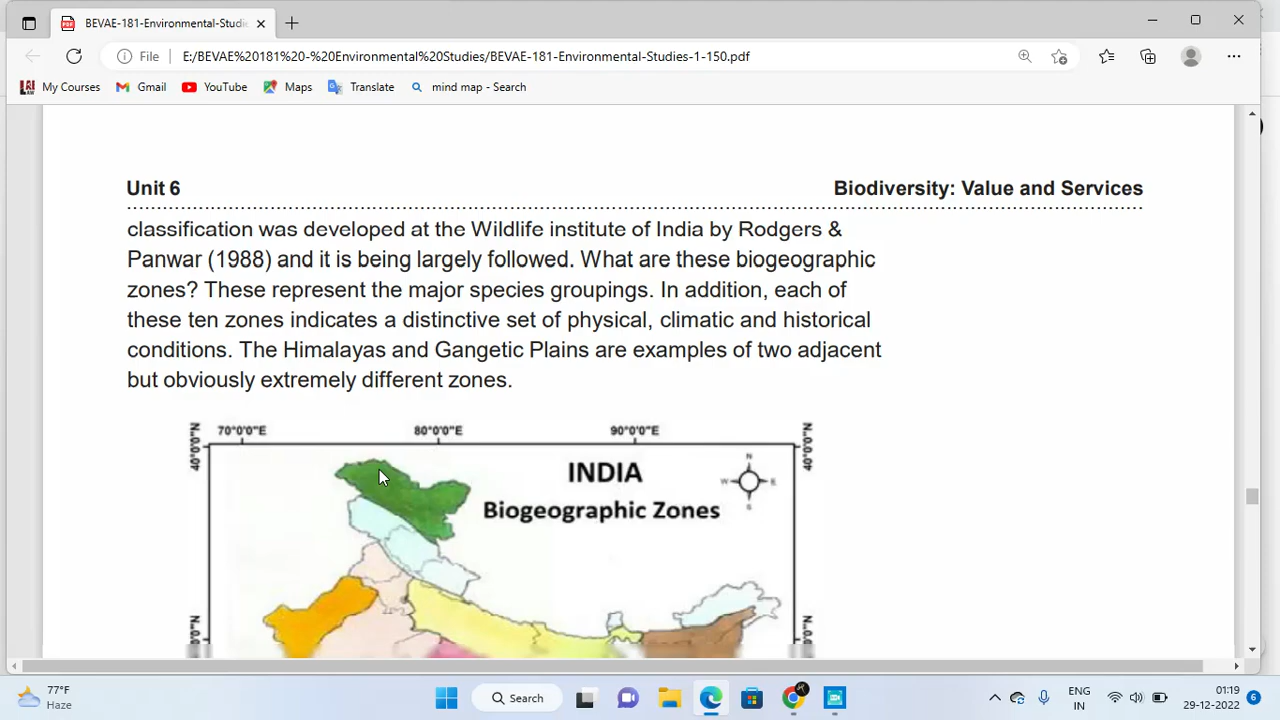 BEVAE-181-Environmental-Studi
File
E:/BEVAE%20181%20-%20Environmental%20Studies/BEVAE-181-Environmental-Studies-1-150.pdf
My Courses
Gmail
YouTube
Maps
Translate
mind map - Search
Unit 6
Biodiversity: Value and Services
classification was developed at the Wildlife institute of India by Rodgers &
Panwar (1988) and it is being largely followed. What are these biogeographic
zones? These represent the major species groupings. In addition, each of
these ten zones indicates a distinctive set of physical, climatic and historical
conditions. The Himalayas and Gangetic Plains are examples of two adjacent
but obviously extremely different zones.
70°0'0"E
80°0'0"E
90°0'0"E
40°0'0"N
40°0'0"N
INDIA
Biogeographic Zones
N
W
E
S
77°F
Haze
Search
ENG
IN
01:19
29-12-2022
6